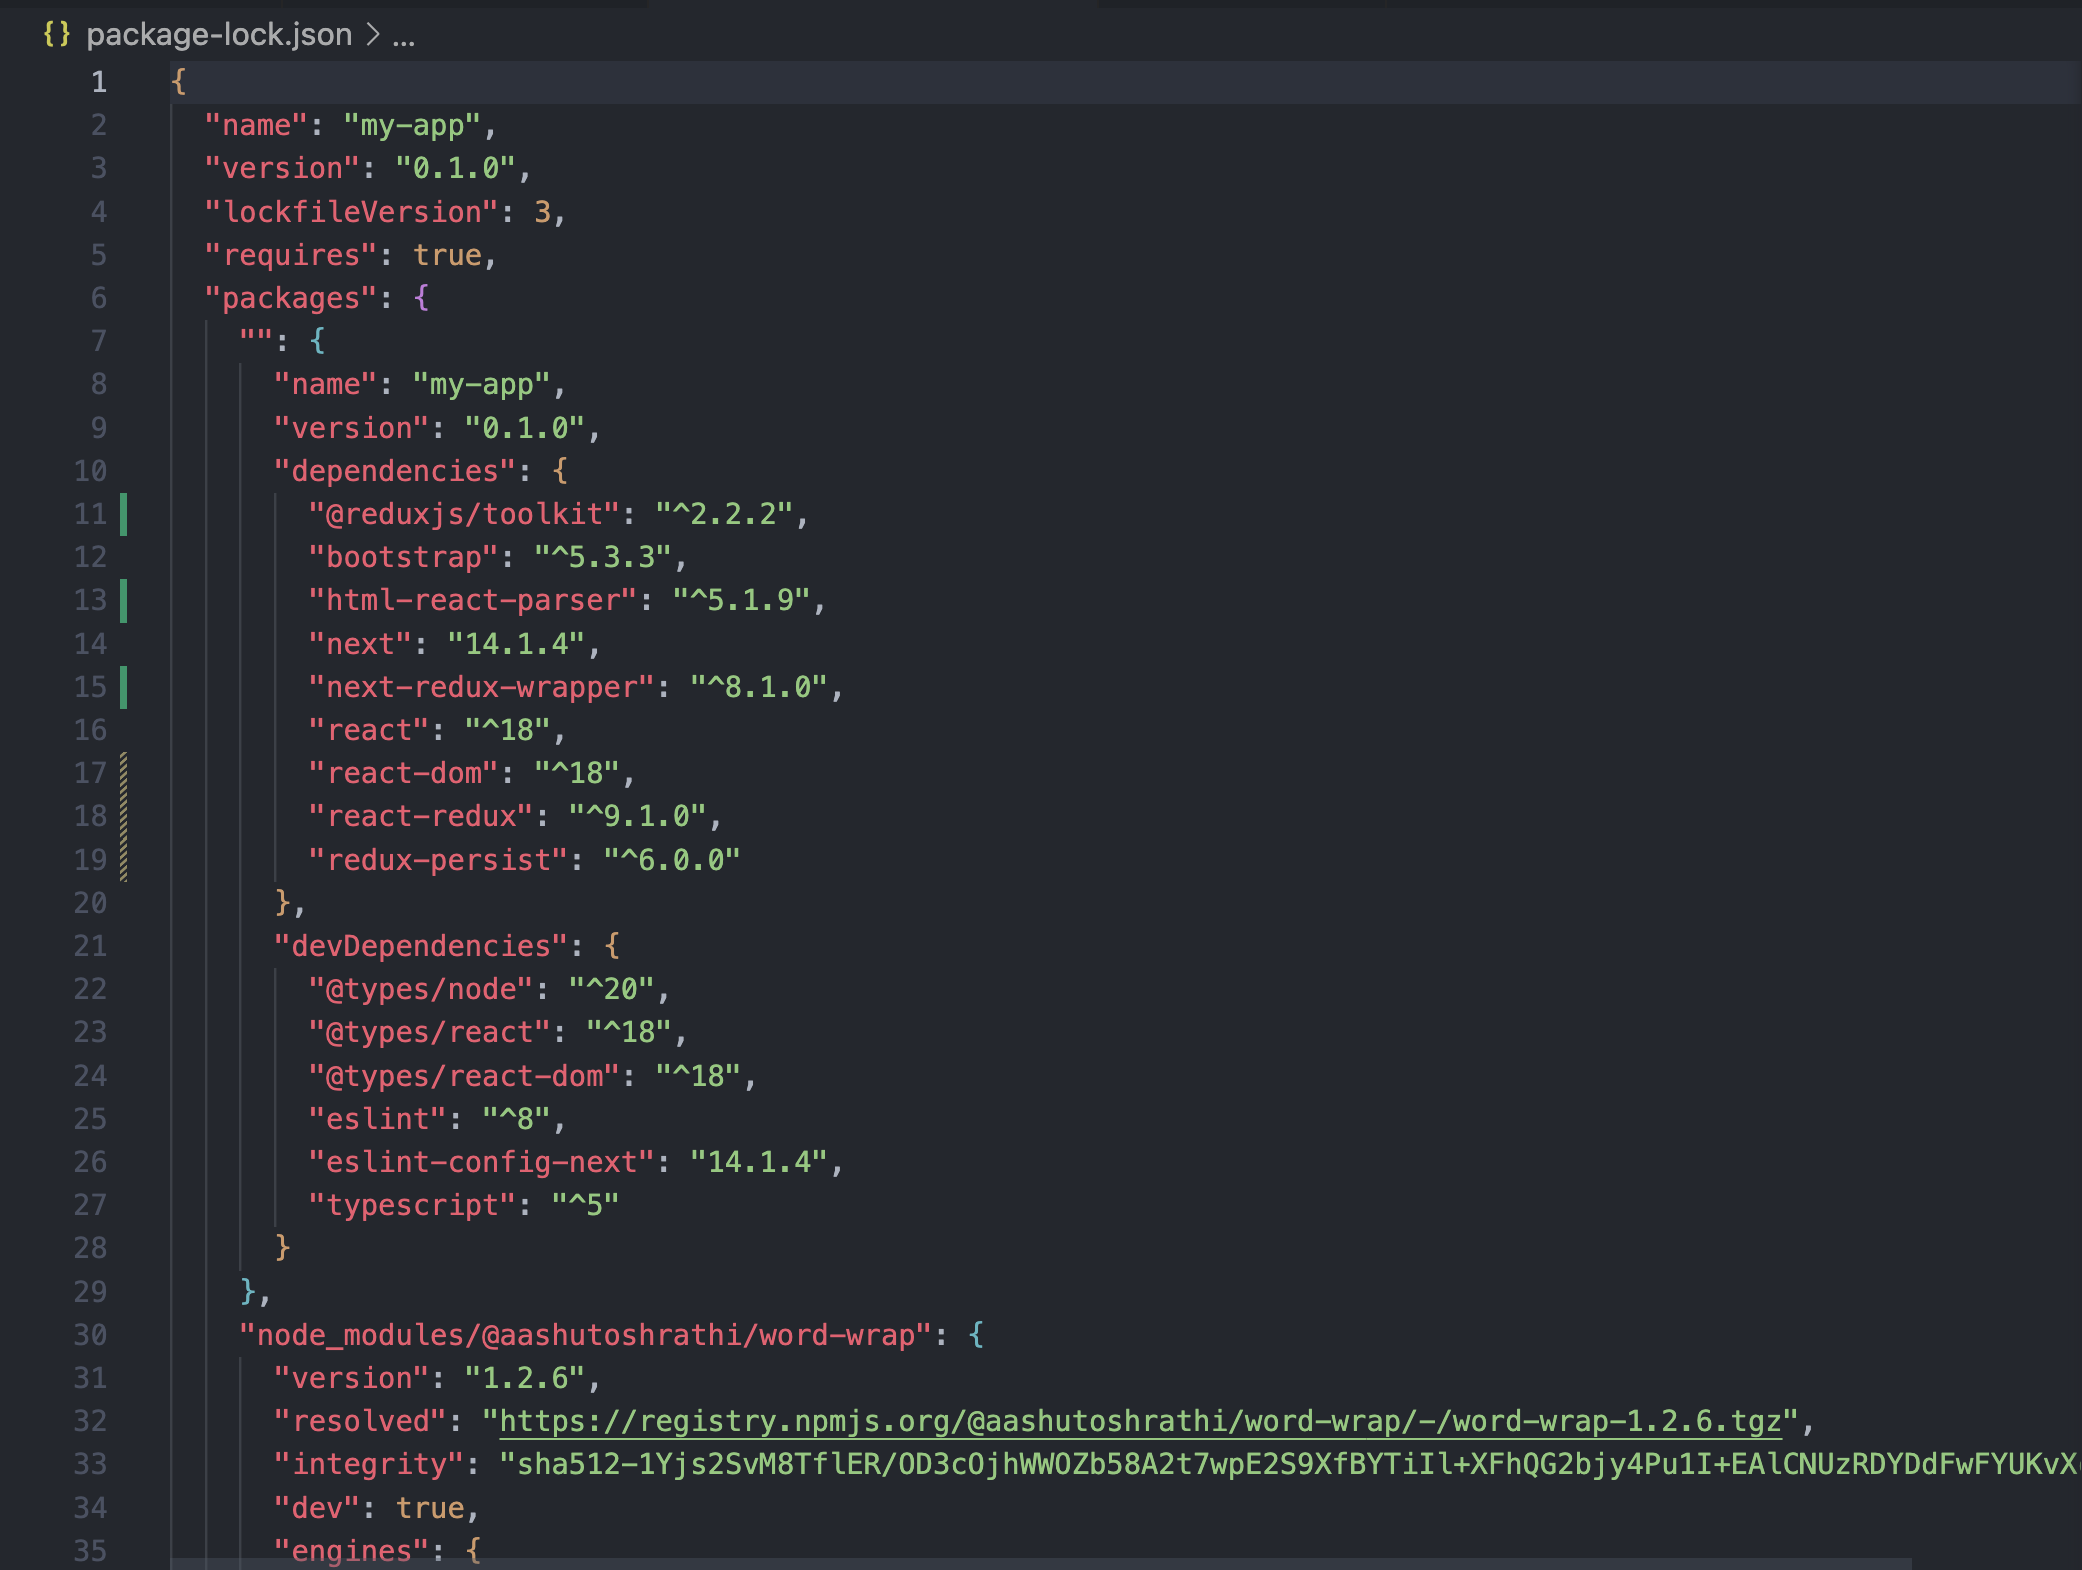 {} package-lock.json > ...
1 {
2 "name": "my-app",
3 "version": "0.1.0",
4 "lockfileVersion": 3,
5 "requires": true,
6 "packages": {
7 "": {
8 "name": "my-app",
9 "version": "0.1.0",
10 "dependencies": {
11 "@reduxjs/toolkit": "^2.2.2",
12 "bootstrap": "^5.3.3",
13 "html-react-parser": "^5.1.9",
14 "next": "14.1.4",
15 "next-redux-wrapper": "^8.1.0",
16 "react": "^18",
17 "react-dom": "^18",
18 "react-redux": "^9.1.0",
19 "redux-persist": "^6.0.0"
20 },
21 "devDependencies": {
22 "@types/node": "^20",
23 "@types/react": "^18",
24 "@types/react-dom": "^18",
25 "eslint": "^8",
26 "eslint-config-next": "14.1.4",
27 "typescript": "^5"
28 }
29 },
30 "node_modules/@aashutoshrathi/word-wrap": {
31 "version": "1.2.6",
32 "resolved": "https://registry.npmjs.org/@aashutoshrathi/word-wrap/-/word-wrap-1.2.6.tgz",
33 "integrity": "sha512-1Yjs2SvM8TflER/OD3cOjhWWOZb58A2t7wpE2S9XfBYTiIl+XFhQG2bjy4Pu1I+EAlCNUzRDYDdFwFYUKvX
34 "dev": true,
35 "engines": {